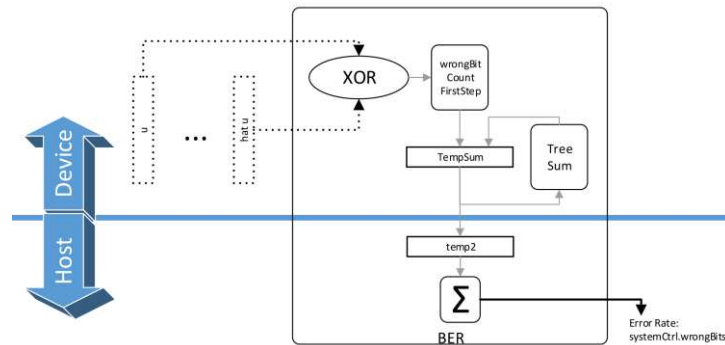 XOR
wrongBit
Count
FirstStep
u
...
hat u
Tree
Sum
TempSum
Device
Host
temp2
Σ
BER
Error Rate:
systemCtrl.wrongBits